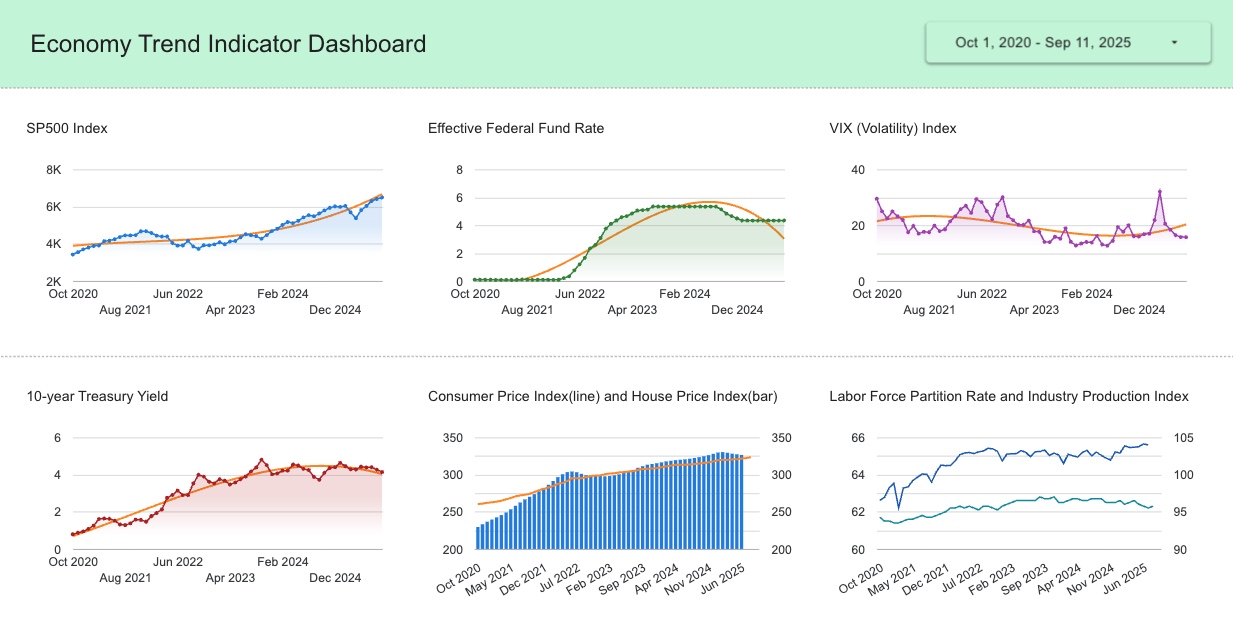 Economy Trend Indicator Dashboard
Oct 1, 2020 - Sep 11, 2025
SP500 Index
8K
6K
4K
2K
Oct 2020
Aug 2021
Jun 2022
Apr 2023
Feb 2024
Dec 2024
Effective Federal Fund Rate
8
6
4
2
0
Oct 2020
Aug 2021
Jun 2022
Apr 2023
Feb 2024
Dec 2024
VIX (Volatility) Index
40
20
0
Oct 2020
Aug 2021
Jun 2022
Apr 2023
Feb 2024
Dec 2024
10-year Treasury Yield
6
4
2
0
Oct 2020
Aug 2021
Jun 2022
Apr 2023
Feb 2024
Dec 2024
Consumer Price Index(line) and House Price Index(bar)
350
300
250
200
350
300
250
200
Oct 2020
May 2021
Dec 2021
Jul 2022
Feb 2023
Sep 2023
Apr 2024
Nov 2024
Jun 2025
Labor Force Partition Rate and Industry Production Index
66
64
62
60
105
100
95
90
Oct 2020
May 2021
Dec 2021
Jul 2022
Feb 2023
Sep 2023
Apr 2024
Nov 2024
Jun 2025